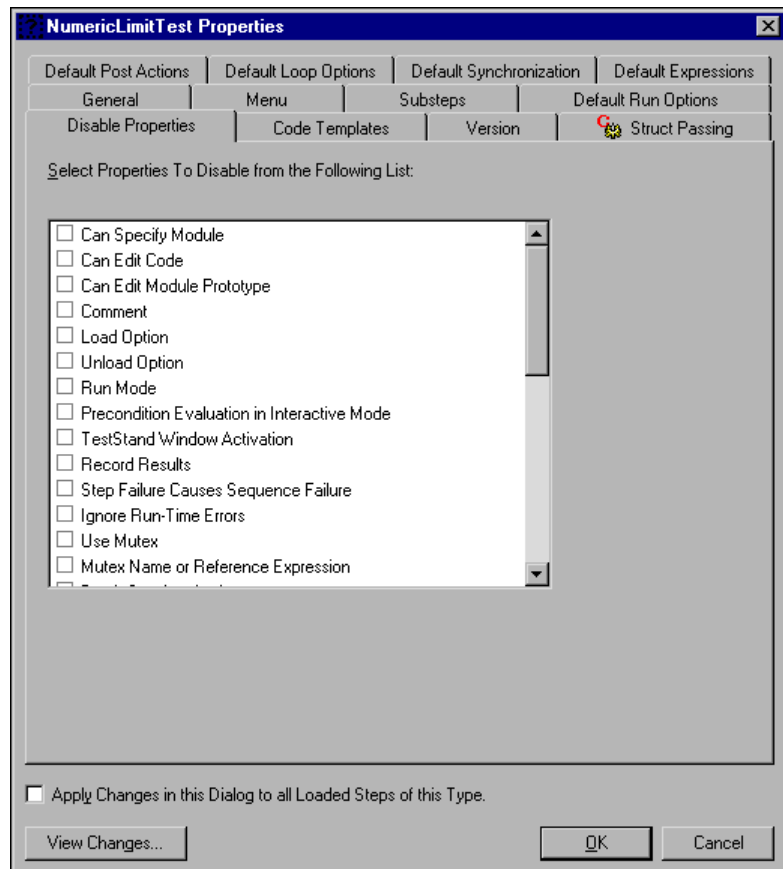 NumericLimitTest Properties
Default Post Actions Default Loop Options Default Synchronization Default Expressions
General Menu Substeps Default Run Options
Disable Properties Code Templates Version Struct Passing
Select Properties To Disable from the Following List:
Can Specify Module
Can Edit Code
Can Edit Module Prototype
Comment
Load Option
Unload Option
Run Mode
Precondition Evaluation in Interactive Mode
TestStand Window Activation
Record Results
Step Failure Causes Sequence Failure
Ignore Run-Time Errors
Use Mutex
Mutex Name or Reference Expression
Apply Changes in this Dialog to all Loaded Steps of this Type.
View Changes... OK Cancel